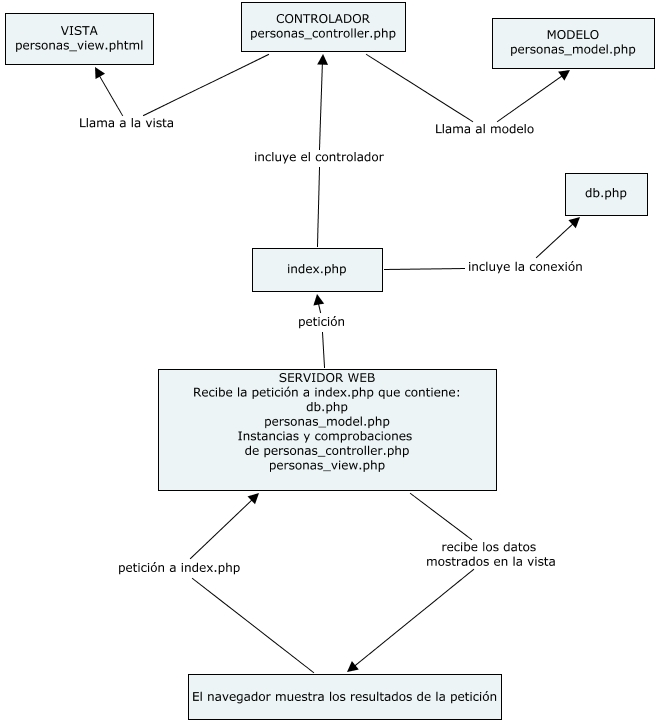 VISTA
personas_view.phtml
CONTROLADOR
personas_controller.php
MODELO
personas_model.php
Llama a la vista
Llama al modelo
incluye el controlador
db.php
index.php
incluye la conexión
petición
SERVIDOR WEB
Recibe la petición a index.php que contiene:
db.php
personas_model.php
Instancias y comprobaciones
de personas_controller.php
personas_view.php
petición a index.php
recibe los datos
mostrados en la vista
El navegador muestra los resultados de la petición